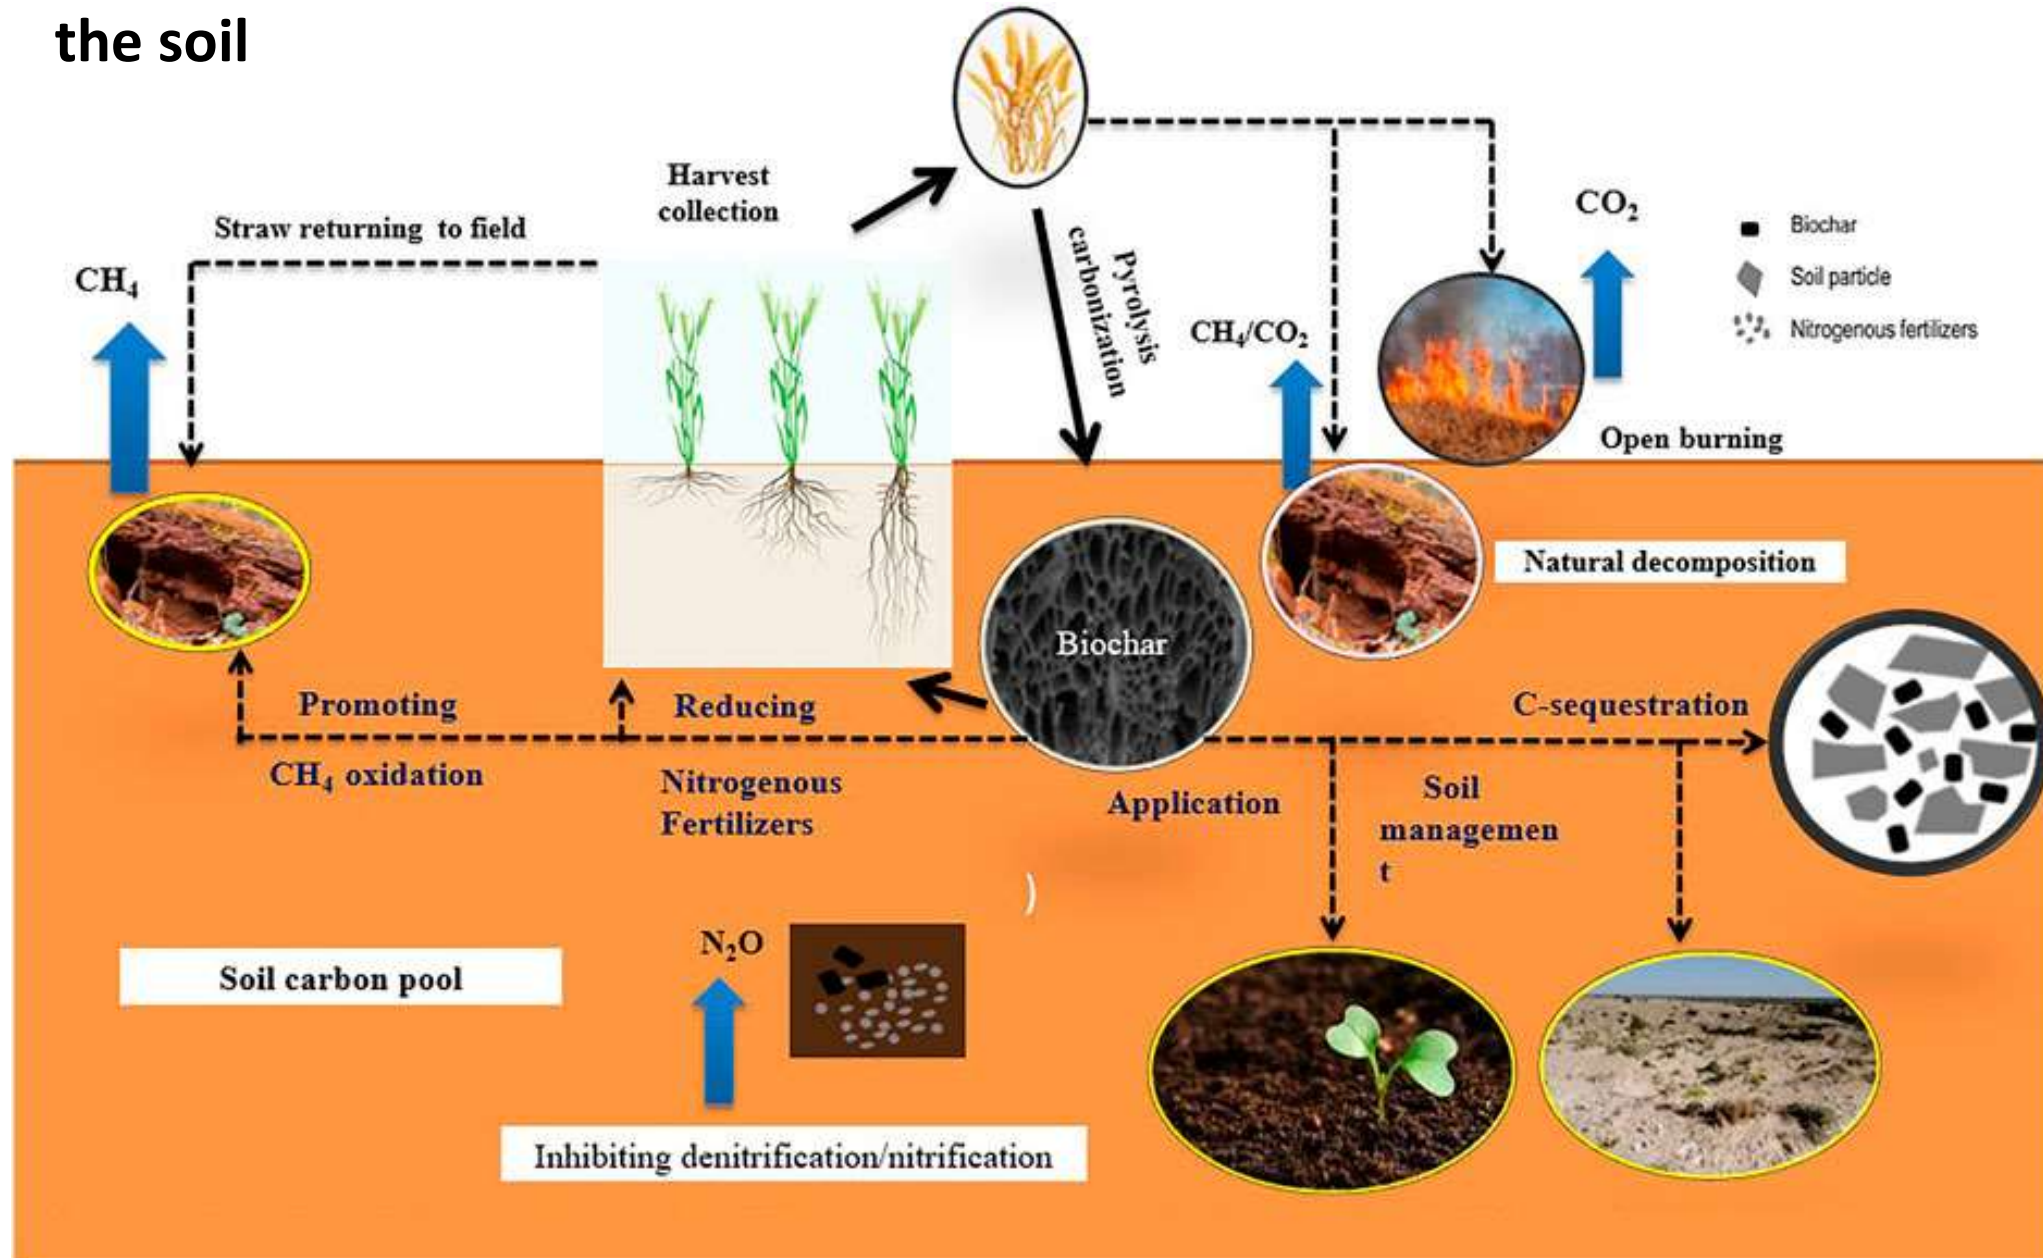 the soil
Harvest
collection
Straw returning to field
CH₄
Pyrolysis
carbonization
CH₄/CO₂
CO₂
Biochar
Soil particle
Nitrogenous fertilizers
Open burning
Natural decomposition
Biochar
Promoting
CH₄ oxidation
Reducing
Nitrogenous
Fertilizers
C-sequestration
Application
Soil
managemen
t
)
N₂O
Soil carbon pool
Inhibiting denitrification/nitrification